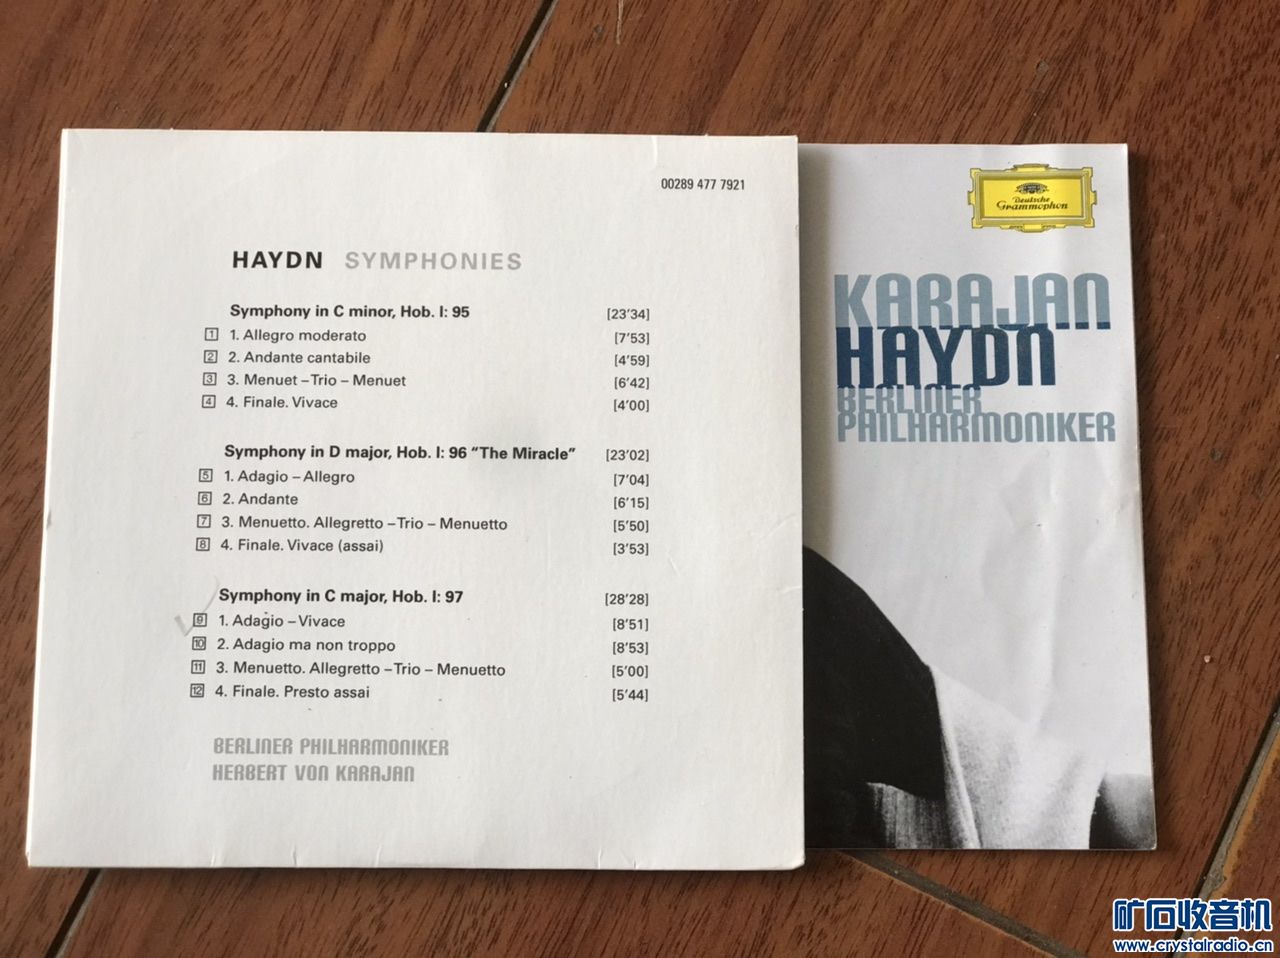 00289 477 7921
HAYDN SYMPHONIES
Symphony in C minor, Hob. I: 95 [23'34]
1 1. Allegro moderato [7'53]
2 2. Andante cantabile [4'59]
3 3. Menuet – Trio – Menuet [6'42]
4 4. Finale. Vivace [4'00]
Symphony in D major, Hob. I: 96 "The Miracle" [23'02]
5 1. Adagio – Allegro [7'04]
6 2. Andante [6'15]
7 3. Menuetto. Allegretto – Trio – Menuetto [5'50]
8 4. Finale. Vivace (assai) [3'53]
Symphony in C major, Hob. I: 97 [28'28]
9 1. Adagio – Vivace [8'51]
10 2. Adagio ma non troppo [8'53]
11 3. Menuetto. Allegretto – Trio – Menuetto [5'00]
12 4. Finale. Presto assai [5'44]
BERLINER PHILHARMONIKER
HERBERT VON KARAJAN
Deutsche
Grammophon
KARAJAN
HAYDN
BERLINER
PHILHARMONIKER
矿石收音机
www.crystalradio.cn